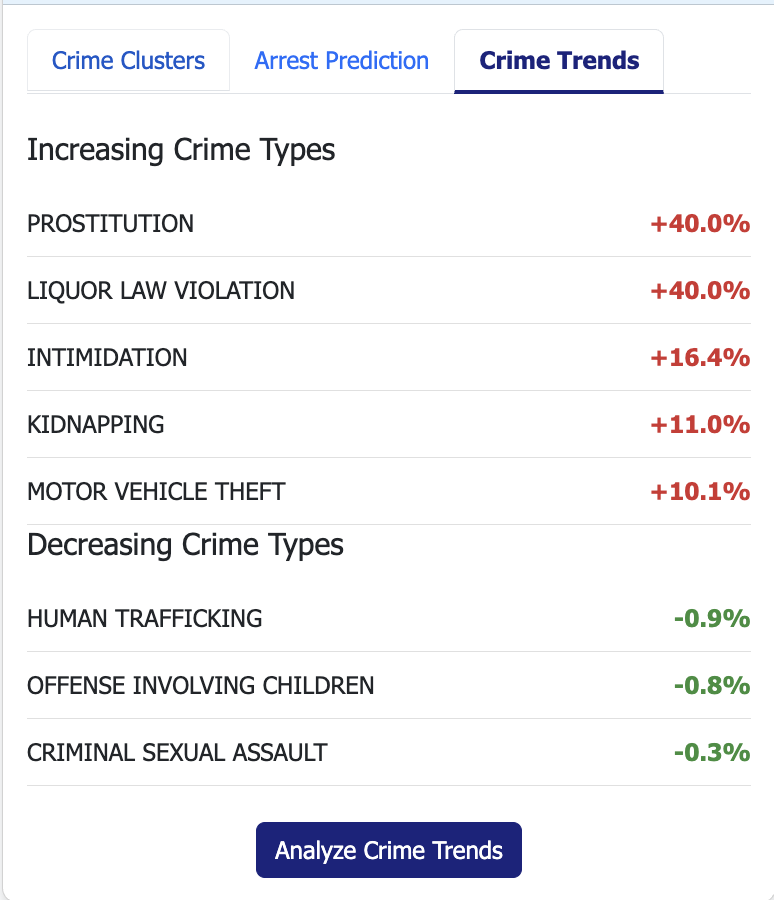 Crime Clusters Arrest Prediction Crime Trends
Increasing Crime Types
PROSTITUTION +40.0%
LIQUOR LAW VIOLATION +40.0%
INTIMIDATION +16.4%
KIDNAPPING +11.0%
MOTOR VEHICLE THEFT +10.1%
Decreasing Crime Types
HUMAN TRAFFICKING -0.9%
OFFENSE INVOLVING CHILDREN -0.8%
CRIMINAL SEXUAL ASSAULT -0.3%
Analyze Crime Trends